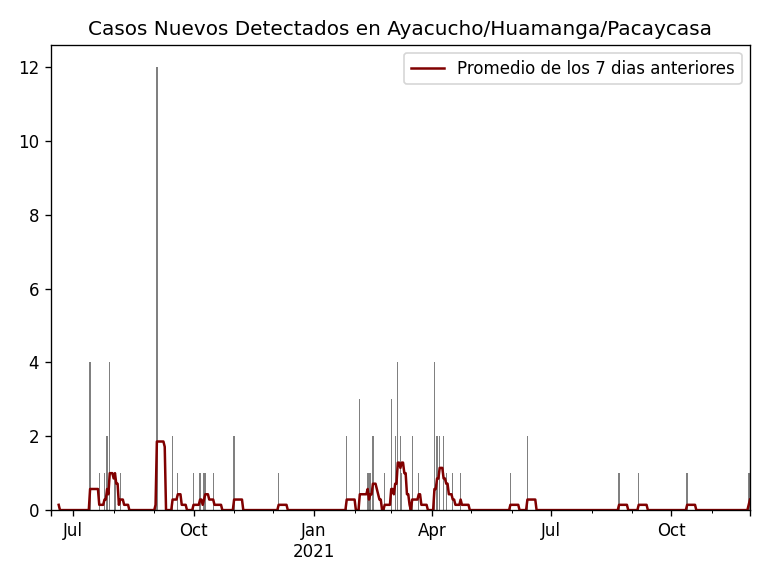 Casos Nuevos Detectados en Ayacucho/Huamanga/Pacaycasa
Promedio de los 7 dias anteriores
12
10
8
6
4
2
0
Jul
Oct
Jan
2021
Apr
Jul
Oct